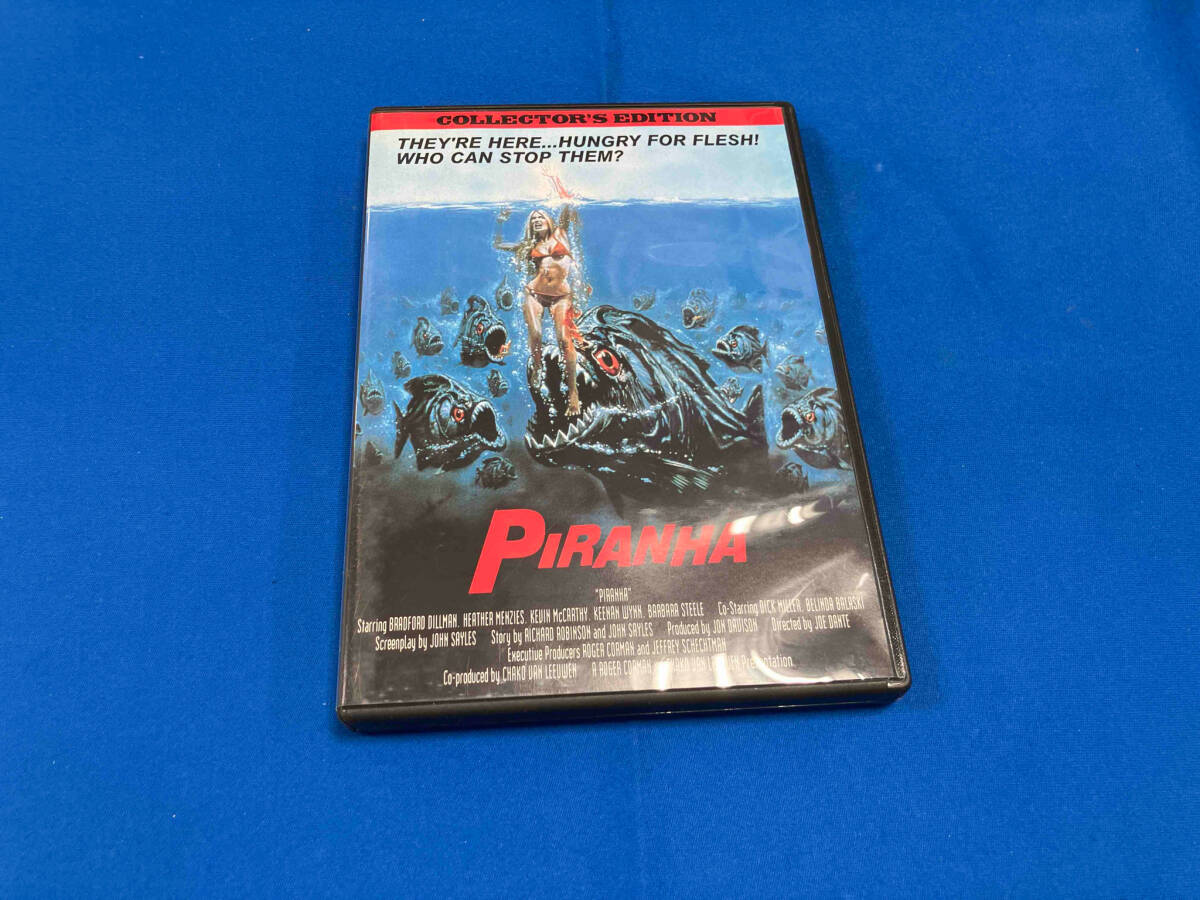 COLLECTOR'S EDITION
THEY'RE HERE...HUNGRY FOR FLESH!
WHO CAN STOP THEM?
PIRANHA
"PIRANHA"
Starring BRADFORD DILLMAN, HEATHER MENZIES, KEVIN McCARTHY, KEENAN WYNN, BARBARA STEELE Co-Starring DICK MILLER, BELINDA BALASKI
Screenplay by JOHN SAYLES Story by RICHARD ROBINSON and JOHN SAYLES Produced by JON DAVISON Directed by JOE DANTE
Executive Producers ROGER CORMAN and JEFFREY SCHECHTMAN
Co-produced by CHAKO VAN LEEUWEN A ROGER CORMAN Presentation